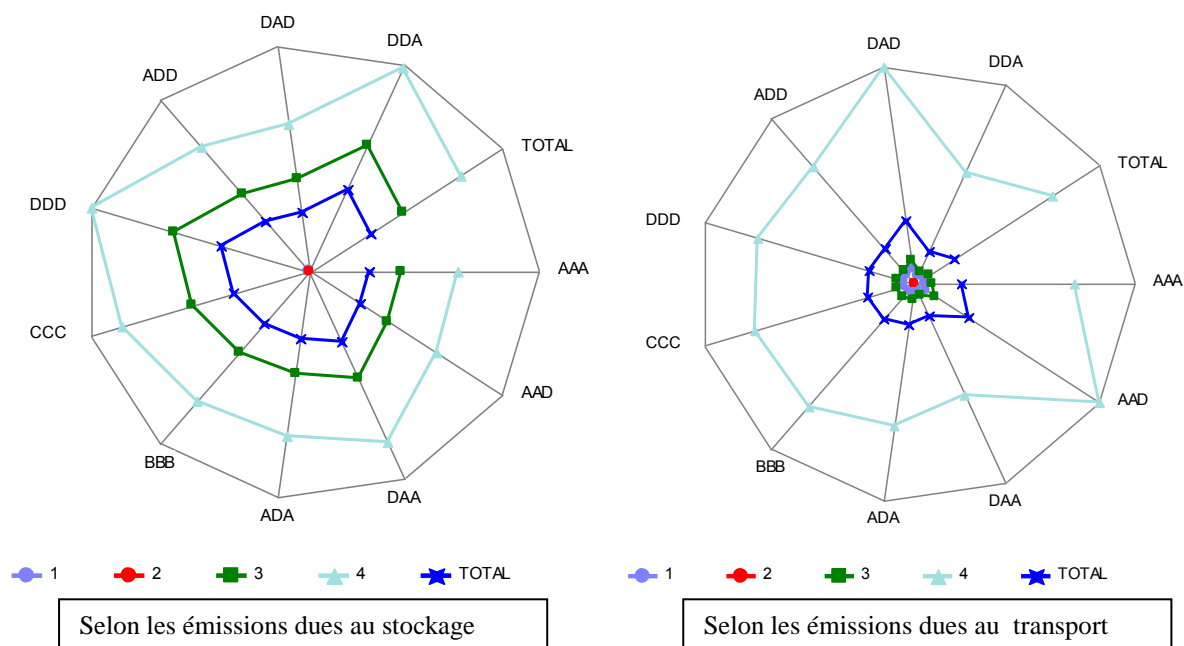 DAD
DDA
ADD
TOTAL
DDD
AAA
CCC
AAD
BBB
DAA
ADA
1 2 3 4 TOTAL
Selon les émissions dues au stockage
DAD
DDA
ADD
TOTAL
DDD
AAA
CCC
AAD
BBB
DAA
ADA
1 2 3 4 TOTAL
Selon les émissions dues au transport